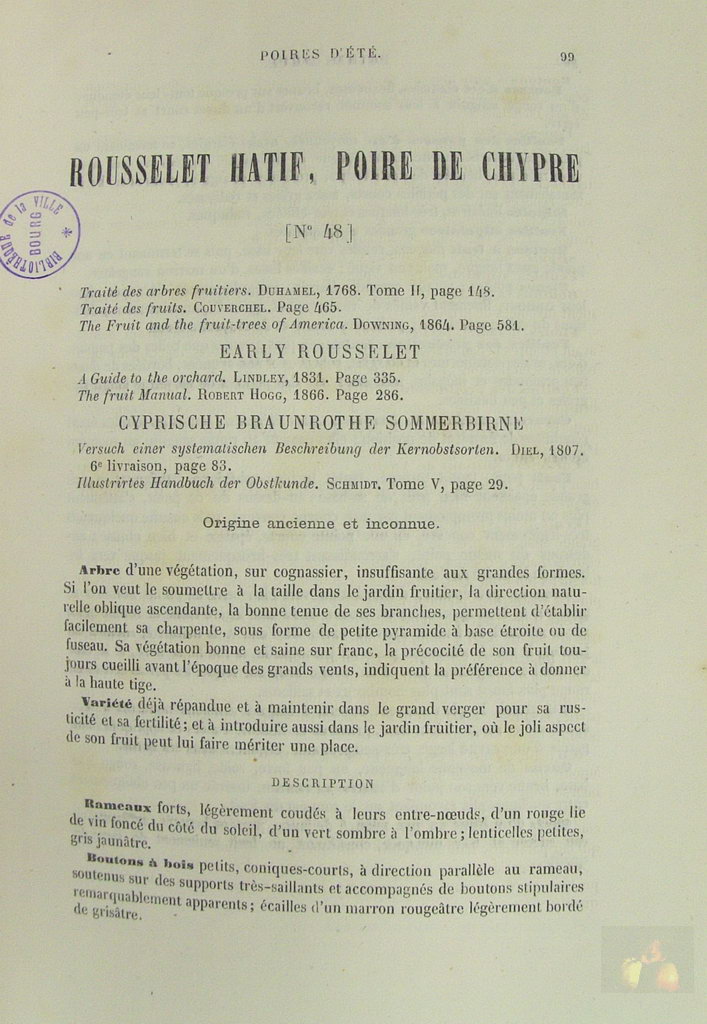 POIRES D'ÉTÉ.
99
ROUSSELET HATIF, POIRE DE CHYPRE
BIBLIOTHÈQUE de la VILLE
BOURG
[N° 48]
Traité des arbres fruitiers. DUHAMEL, 1768. Tome II, page 148.
Traité des fruits. COUVERCHEL. Page 465.
The Fruit and the fruit-trees of America. DOWNING, 1864. Page 581.
EARLY ROUSSELET
A Guide to the orchard. LINDLEY, 1831. Page 335.
The fruit Manual. ROBERT HOGG, 1866. Page 286.
CYPRISCHE BRAUNROTHE SOMMERBIRNE
Versuch einer systematischen Beschreibung der Kernobstsorten. DIEL, 1807.
6e livraison, page 83.
Illustrirtes Handbuch der Obstkunde. SCHMIDT. Tome V, page 29.
Origine ancienne et inconnue.
Arbre d'une végétation, sur cognassier, insuffisante aux grandes formes.
Si l'on veut le soumettre à la taille dans le jardin fruitier, la direction natu-
relle oblique ascendante, la bonne tenue de ses branches, permettent d'établir
facilement sa charpente, sous forme de petite pyramide à base étroite ou de
fuseau. Sa végétation bonne et saine sur franc, la précocité de son fruit tou-
jours cueilli avant l'époque des grands vents, indiquent la préférence à donner
à la haute tige.
Variété déjà répandue et à maintenir dans le grand verger pour sa rus-
ticité et sa fertilité; et à introduire aussi dans le jardin fruitier, où le joli aspect
de son fruit peut lui faire mériter une place.
DESCRIPTION
Rameaux forts, légèrement coudés à leurs entre-nœuds, d'un rouge lie
de vin foncé du côté du soleil, d'un vert sombre à l'ombre; lenticelles petites,
gris jaunâtre.
Boutons à bois petits, coniques-courts, à direction parallèle au rameau,
soutenus sur des supports très-saillants et accompagnés de boutons stipulaires
remarquablement apparents; écailles d'un marron rougeâtre légèrement bordé
de grisâtre.